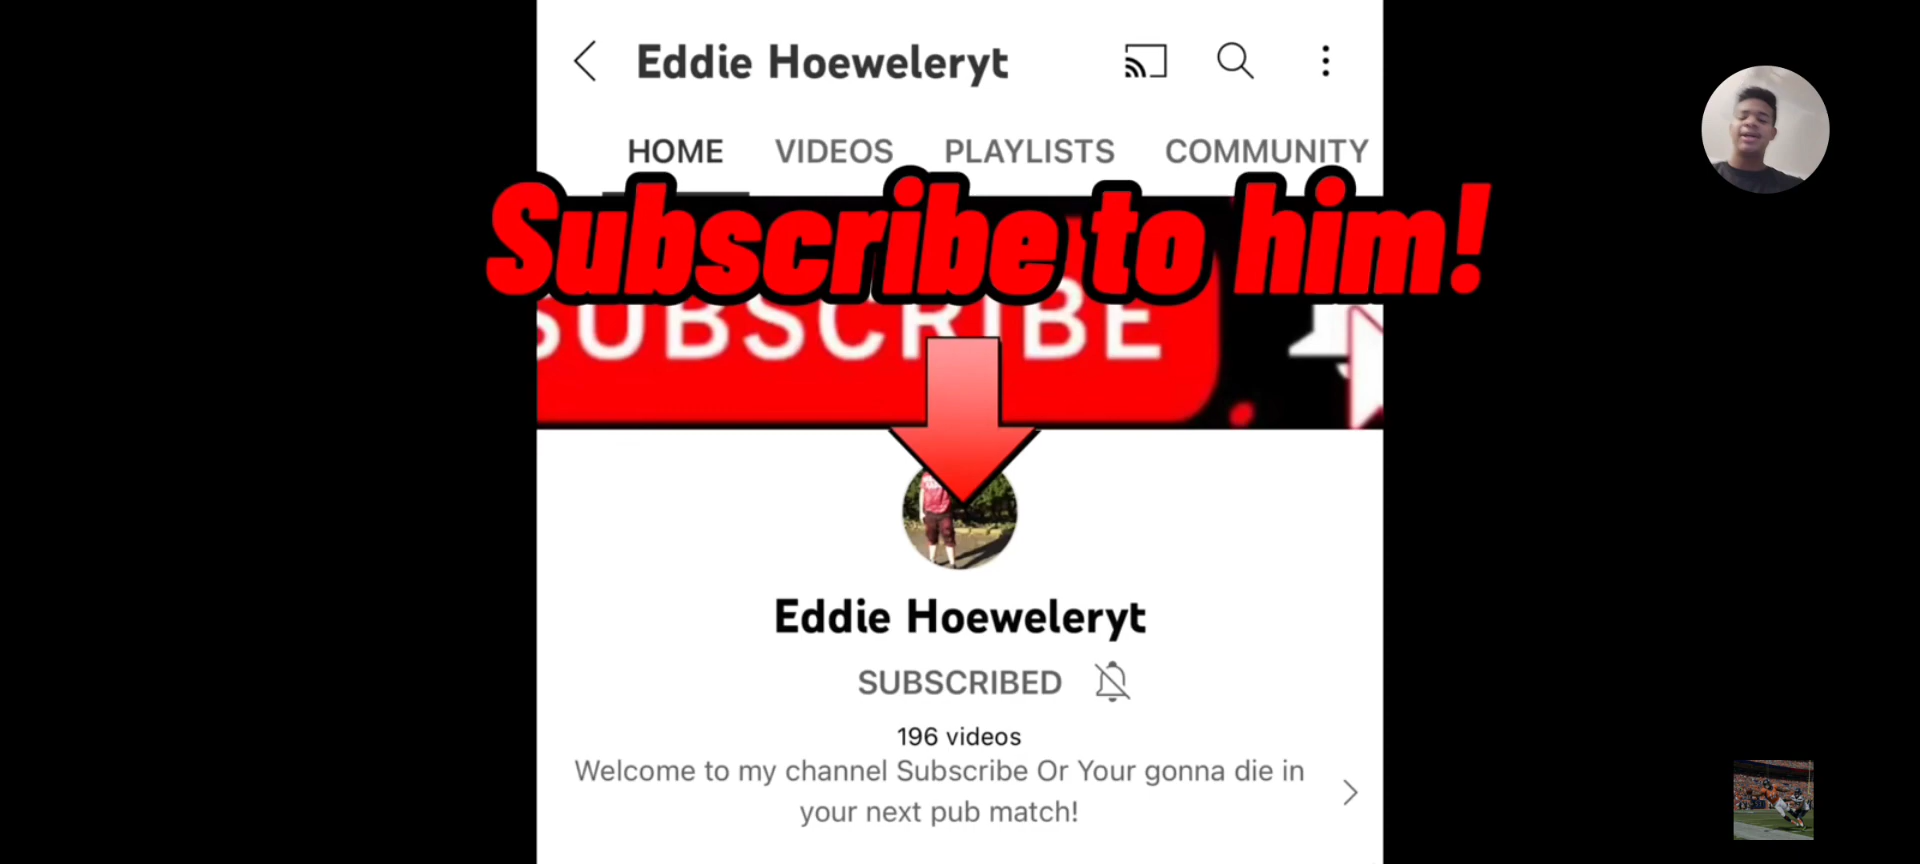 Eddie Hoeweleryt
HOME VIDEOS PLAYLISTS COMMUNITY
Subscribe to him!
SUBSCRIBE
Eddie Hoeweleryt
SUBSCRIBED
196 videos
Welcome to my channel Subscribe Or Your gonna die in
your next pub match!